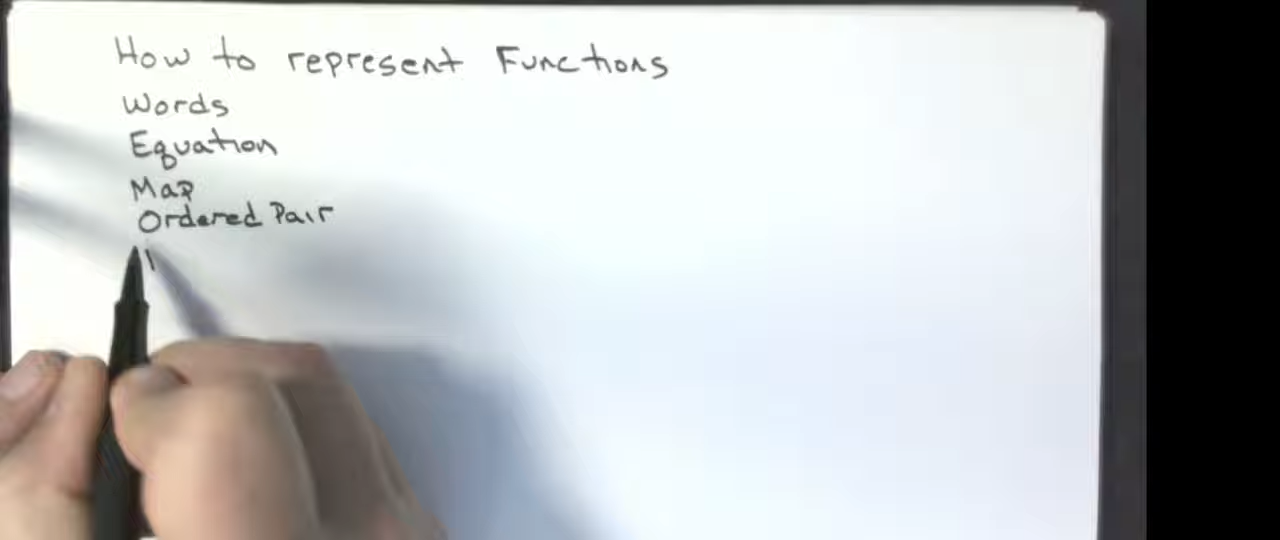 How to represent Functions
Words
Equation
Map
Ordered Pair